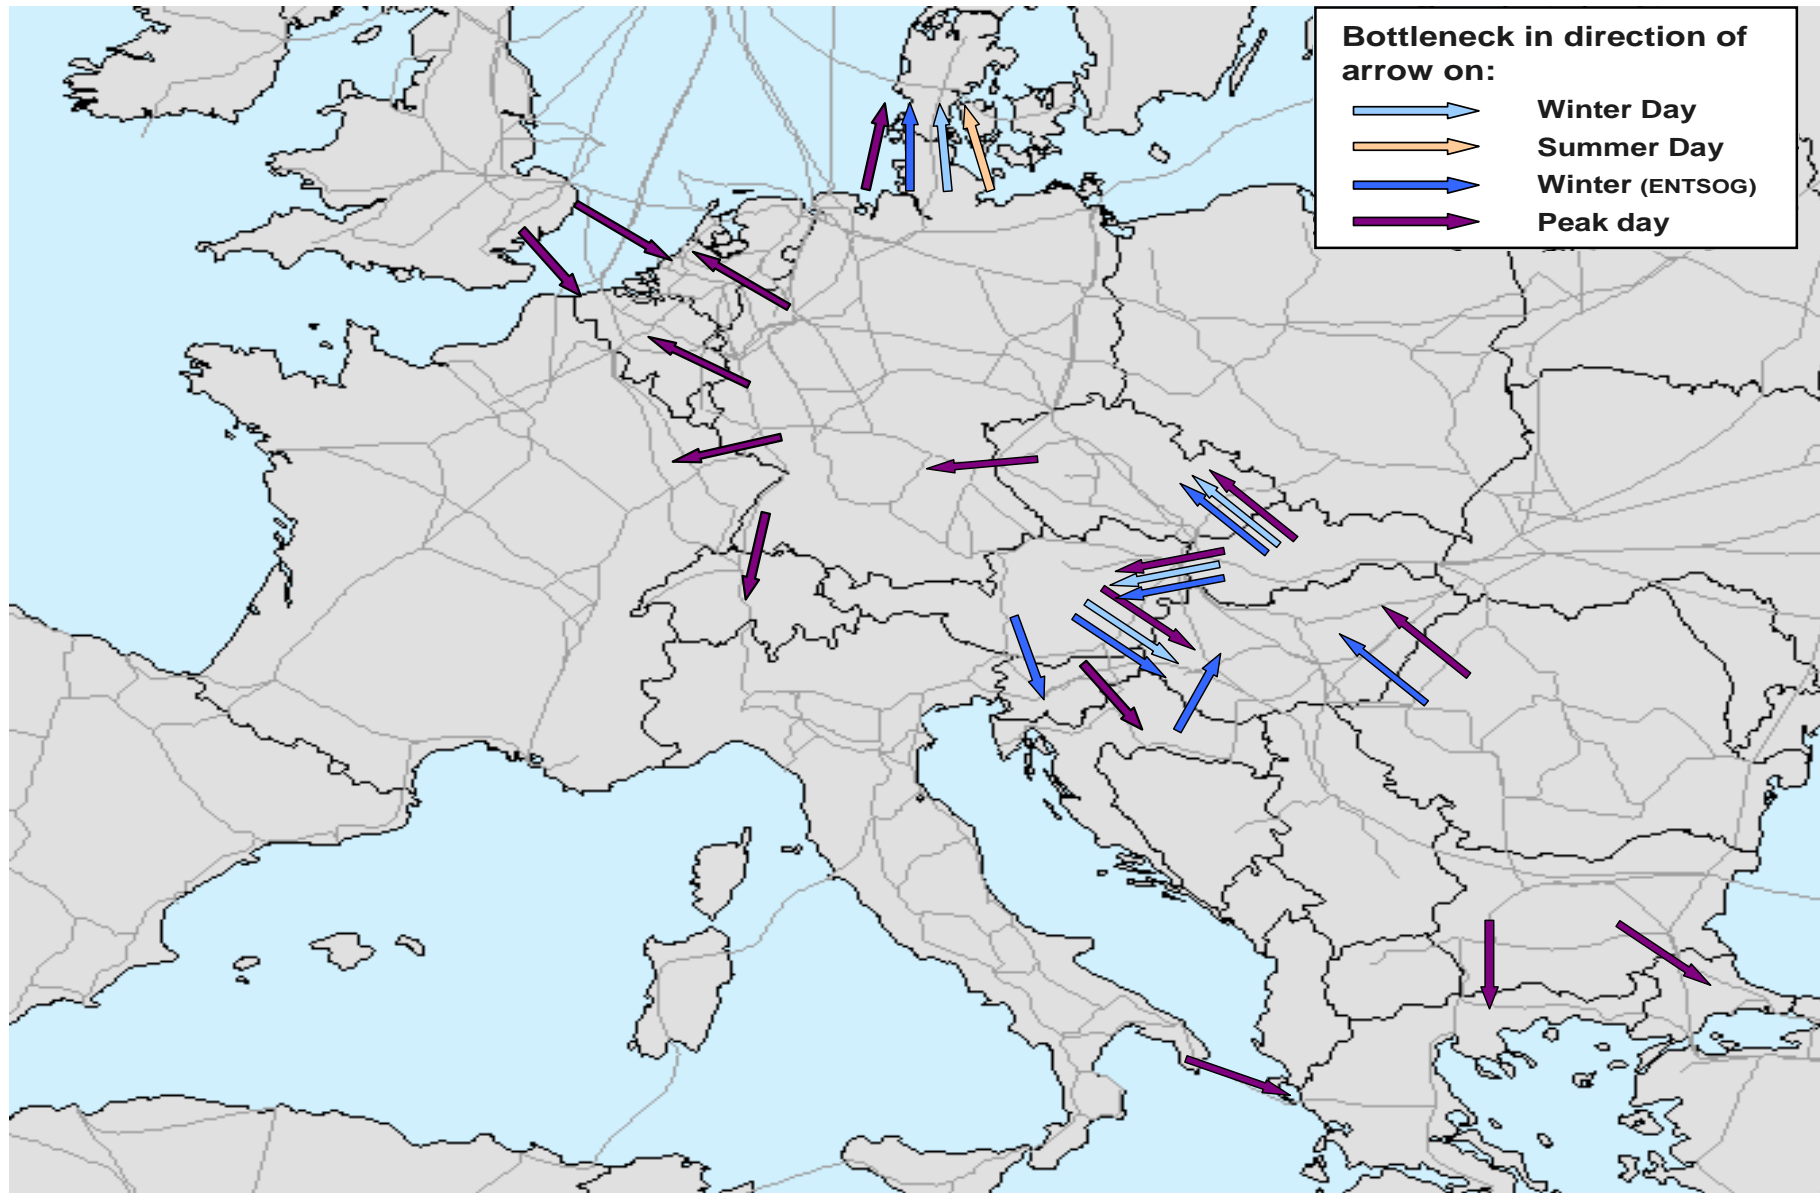 Bottleneck in direction of
arrow on:
Winter Day
Summer Day
Winter (ENTSOG)
Peak day